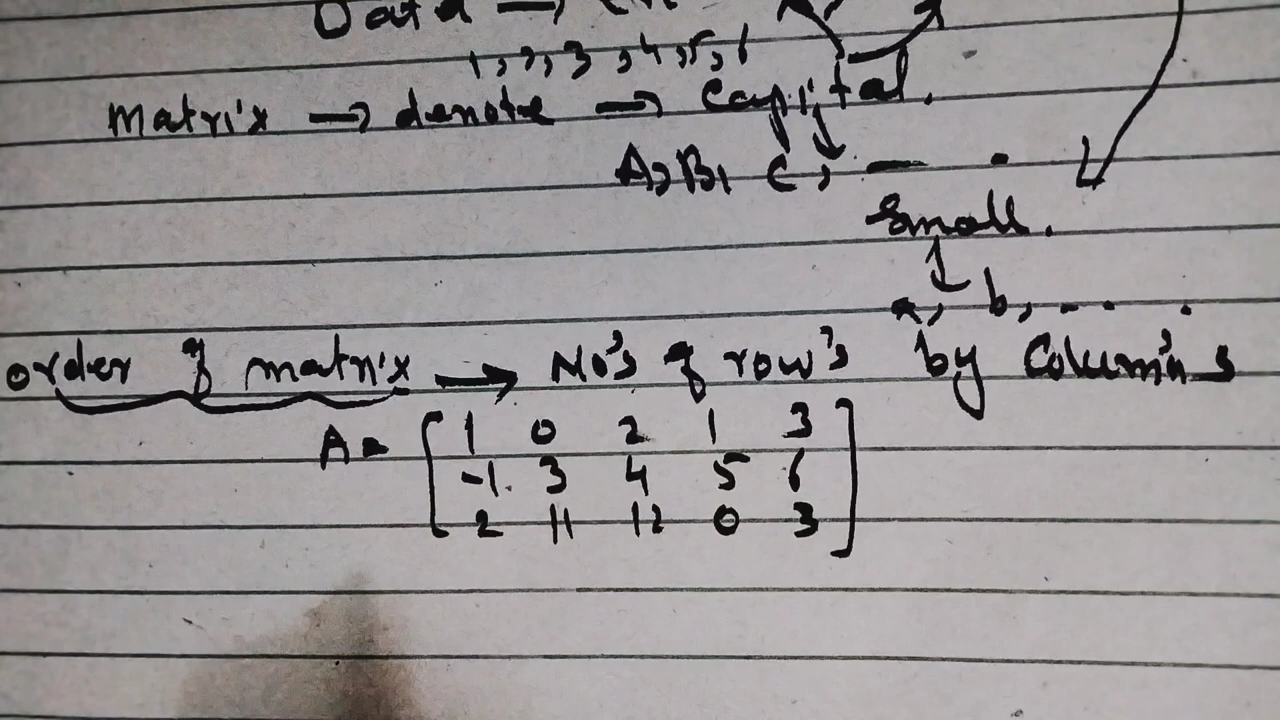 Data →
1, 2, 3, 4, 5, 6
Matrix → denote → Capital.
A, B, C, — .
Small.
a, b, -- .
order of matrix → No's of row's by Column's
A = [ 1 0 2 1 3
-1 3 4 5 6
2 11 12 0 3 ]